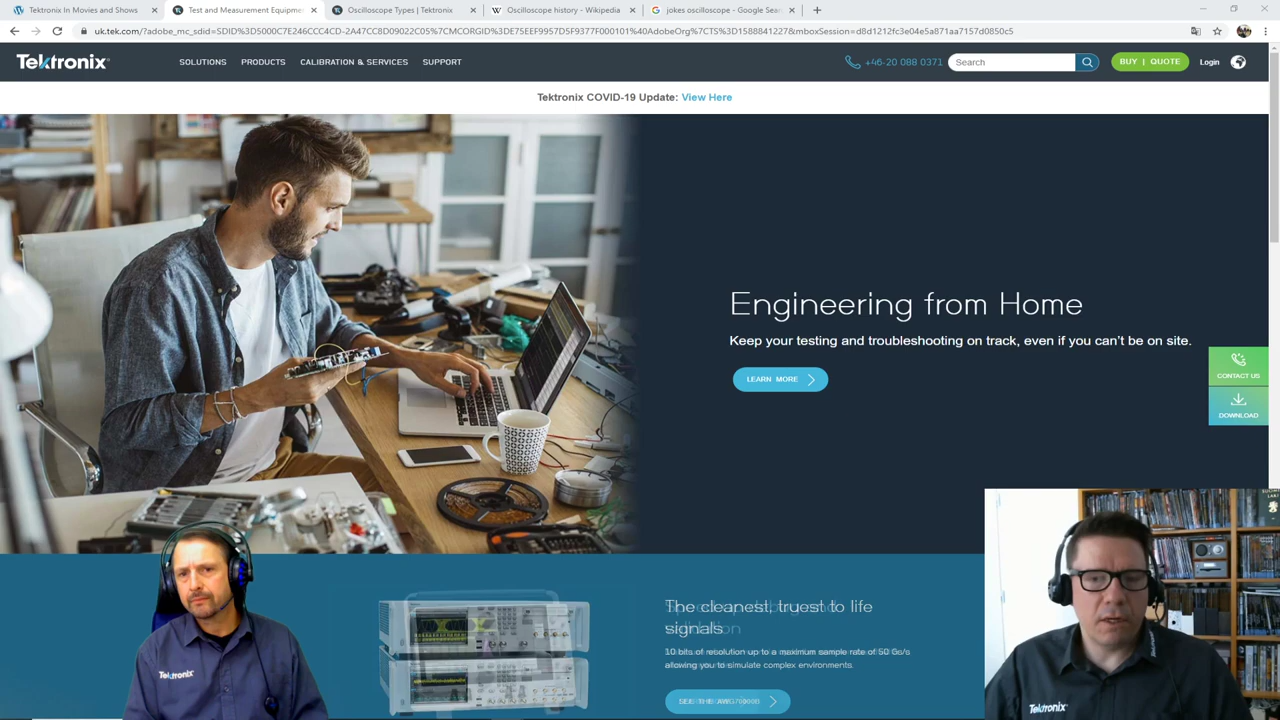 Tektronix In Movies and Shows
Test and Measurement Equipme
Oscilloscope Types | Tektronix
Oscilloscope history - Wikipedia
jokes oscilloscope - Google Sear
uk.tek.com/?adobe_mc_sdid=SDID%3D5000C7E246CCC4CD-2A47CC8D09022C05%7CMCORGID%3DE75EEF9957D5F9377F000101%40AdobeOrg%7CTS%3D1588841227&mboxSession=d8d1212fc3e04e5a871aa7157d0850c5
Tektronix
SOLUTIONS
PRODUCTS
CALIBRATION & SERVICES
SUPPORT
+46-20 088 0371
Search
BUY | QUOTE
Login
Tektronix COVID-19 Update: View Here
Engineering from Home
Keep your testing and troubleshooting on track, even if you can't be on site.
LEARN MORE
CONTACT US
DOWNLOAD
The cleanest, truest to life
signals
10 bits of resolution up to a maximum sample rate of 50 Gs/s
allowing you to simulate complex environments.
SEE THE
Tektronix
Tektronix